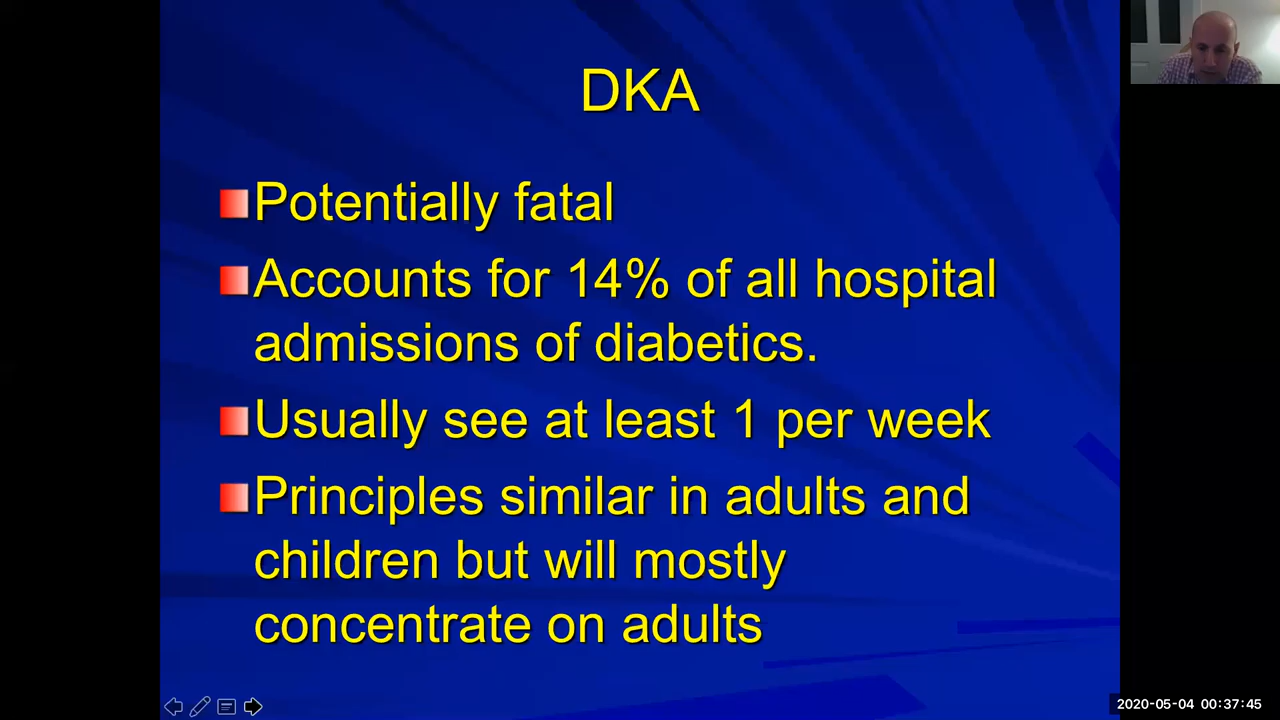 DKA
Potentially fatal
Accounts for 14% of all hospital
admissions of diabetics.
Usually see at least 1 per week
Principles similar in adults and
children but will mostly
concentrate on adults
2020-05-04 00:37:45